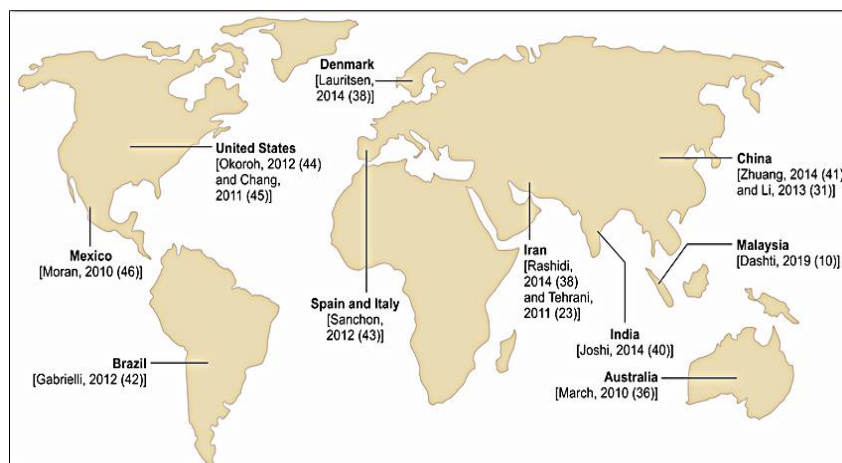 Denmark
[Lauritsen,
2014 (38)]
United States
[Okoroh, 2012 (44)
and Chang,
2011 (45)]
China
[Zhuang, 2014 (41)
and Li, 2013 (31)]
Mexico
[Moran, 2010 (46)]
Iran
[Rashidi,
2014 (38)
and Tehrani,
2011 (23)]
Malaysia
[Dashti, 2019 (10)]
Spain and Italy
[Sanchon,
2012 (43)]
India
[Joshi, 2014 (40)]
Brazil
[Gabrielli, 2012 (42)]
Australia
[March, 2010 (36)]